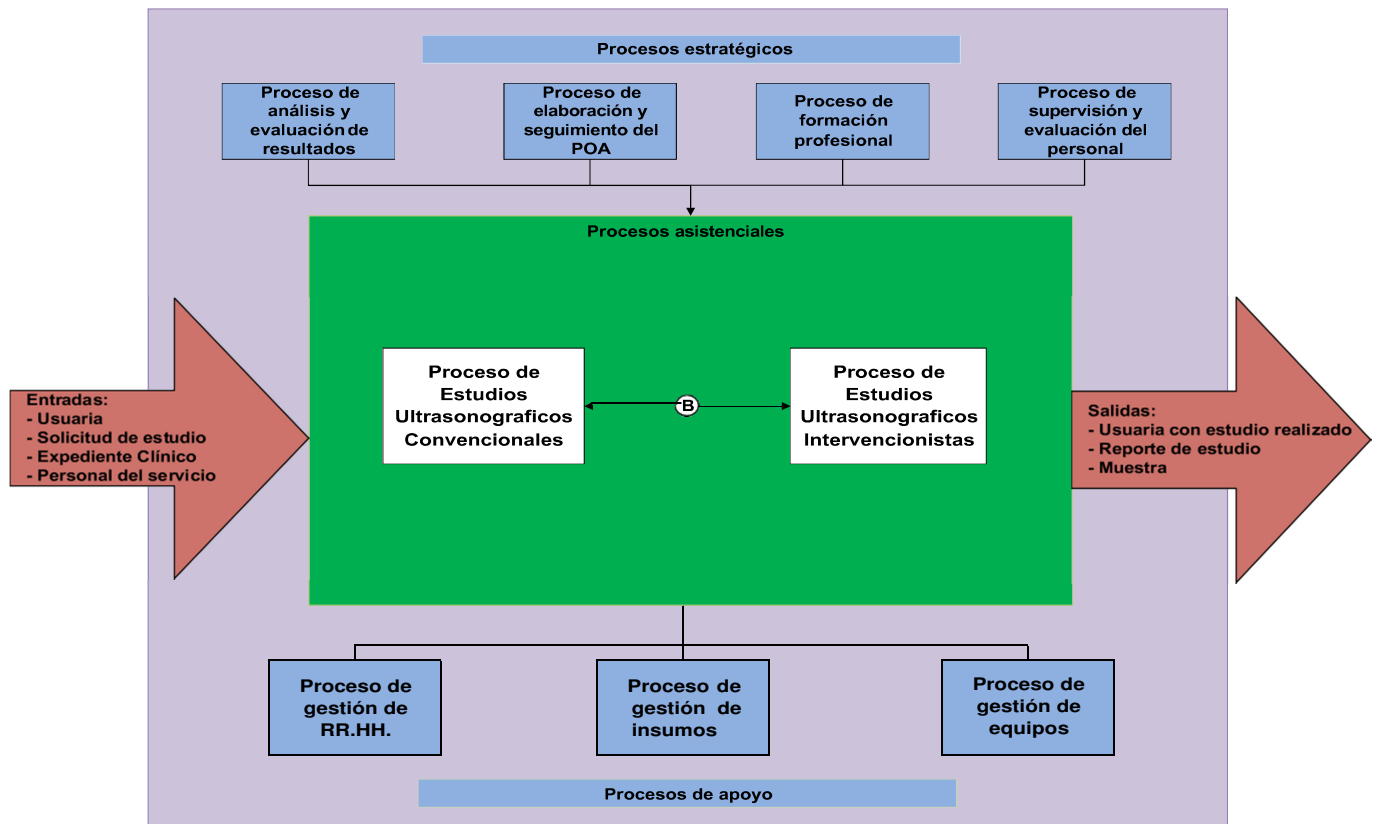 Procesos estratégicos
Proceso de
análisis y
evaluación de
resultados
Proceso de
elaboración y
seguimiento del
POA
Proceso de
formación
profesional
Proceso de
supervisión y
evaluación del
personal
Procesos asistenciales
Entradas:
- Usuaria
- Solicitud de estudio
- Expediente Clínico
- Personal del servicio
Proceso de
Estudios
Ultrasonograficos
Convencionales
B
Proceso de
Estudios
Ultrasonograficos
Intervencionistas
Salidas:
- Usuaria con estudio realizado
- Reporte de estudio
- Muestra
Proceso de
gestión de
RR.HH.
Proceso de
gestión de
insumos
Proceso de
gestión de
equipos
Procesos de apoyo